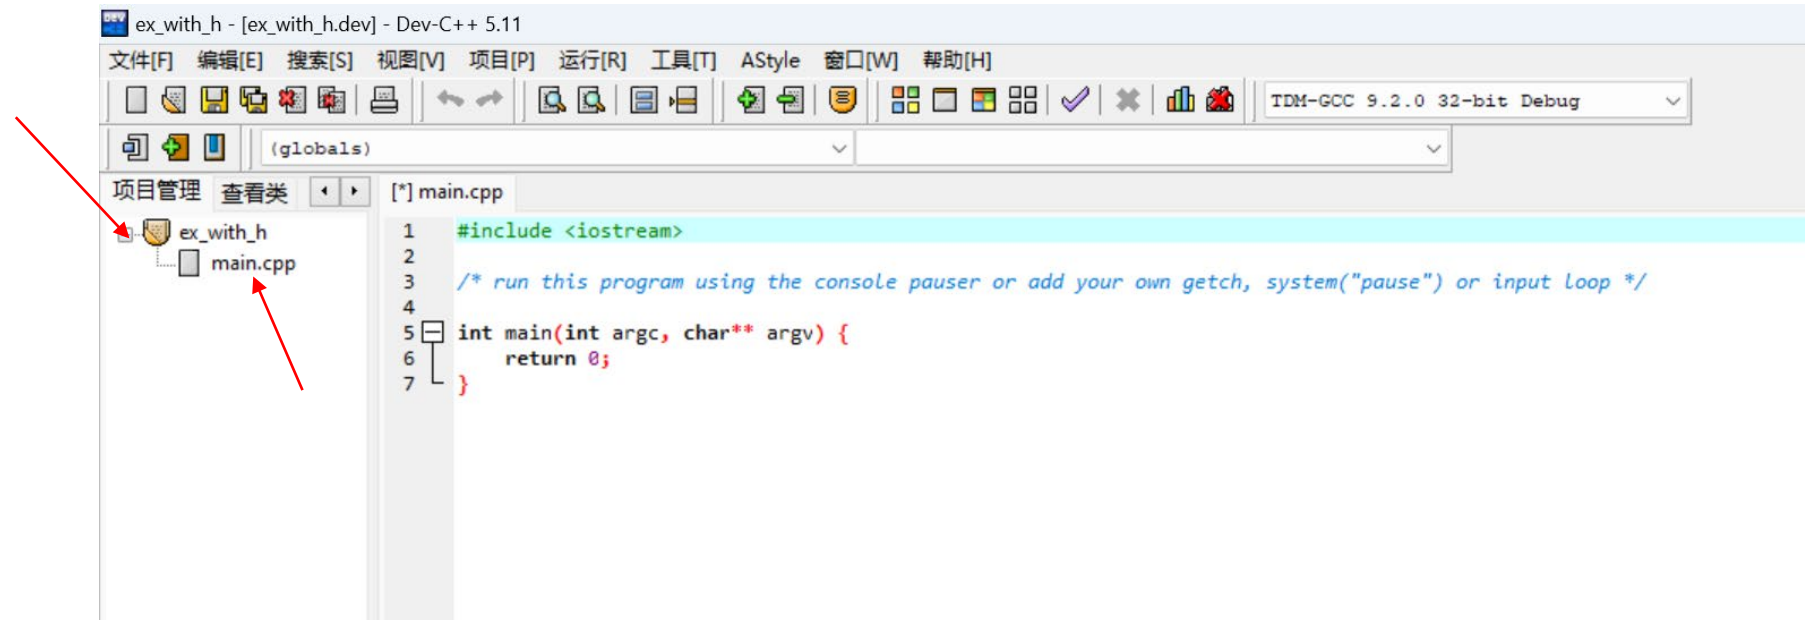 ex_with_h - [ex_with_h.dev] - Dev-C++ 5.11
文件[F] 编辑[E] 搜索[S] 视图[V] 项目[P] 运行[R] 工具[T] AStyle 窗口[W] 帮助[H]
TDM-GCC 9.2.0 32-bit Debug
(globals)
项目管理 查看类 [*] main.cpp
ex_with_h
main.cpp
1 #include <iostream>
2
3 /* run this program using the console pauser or add your own getch, system("pause") or input loop */
4
5 int main(int argc, char** argv) {
6 return 0;
7 }